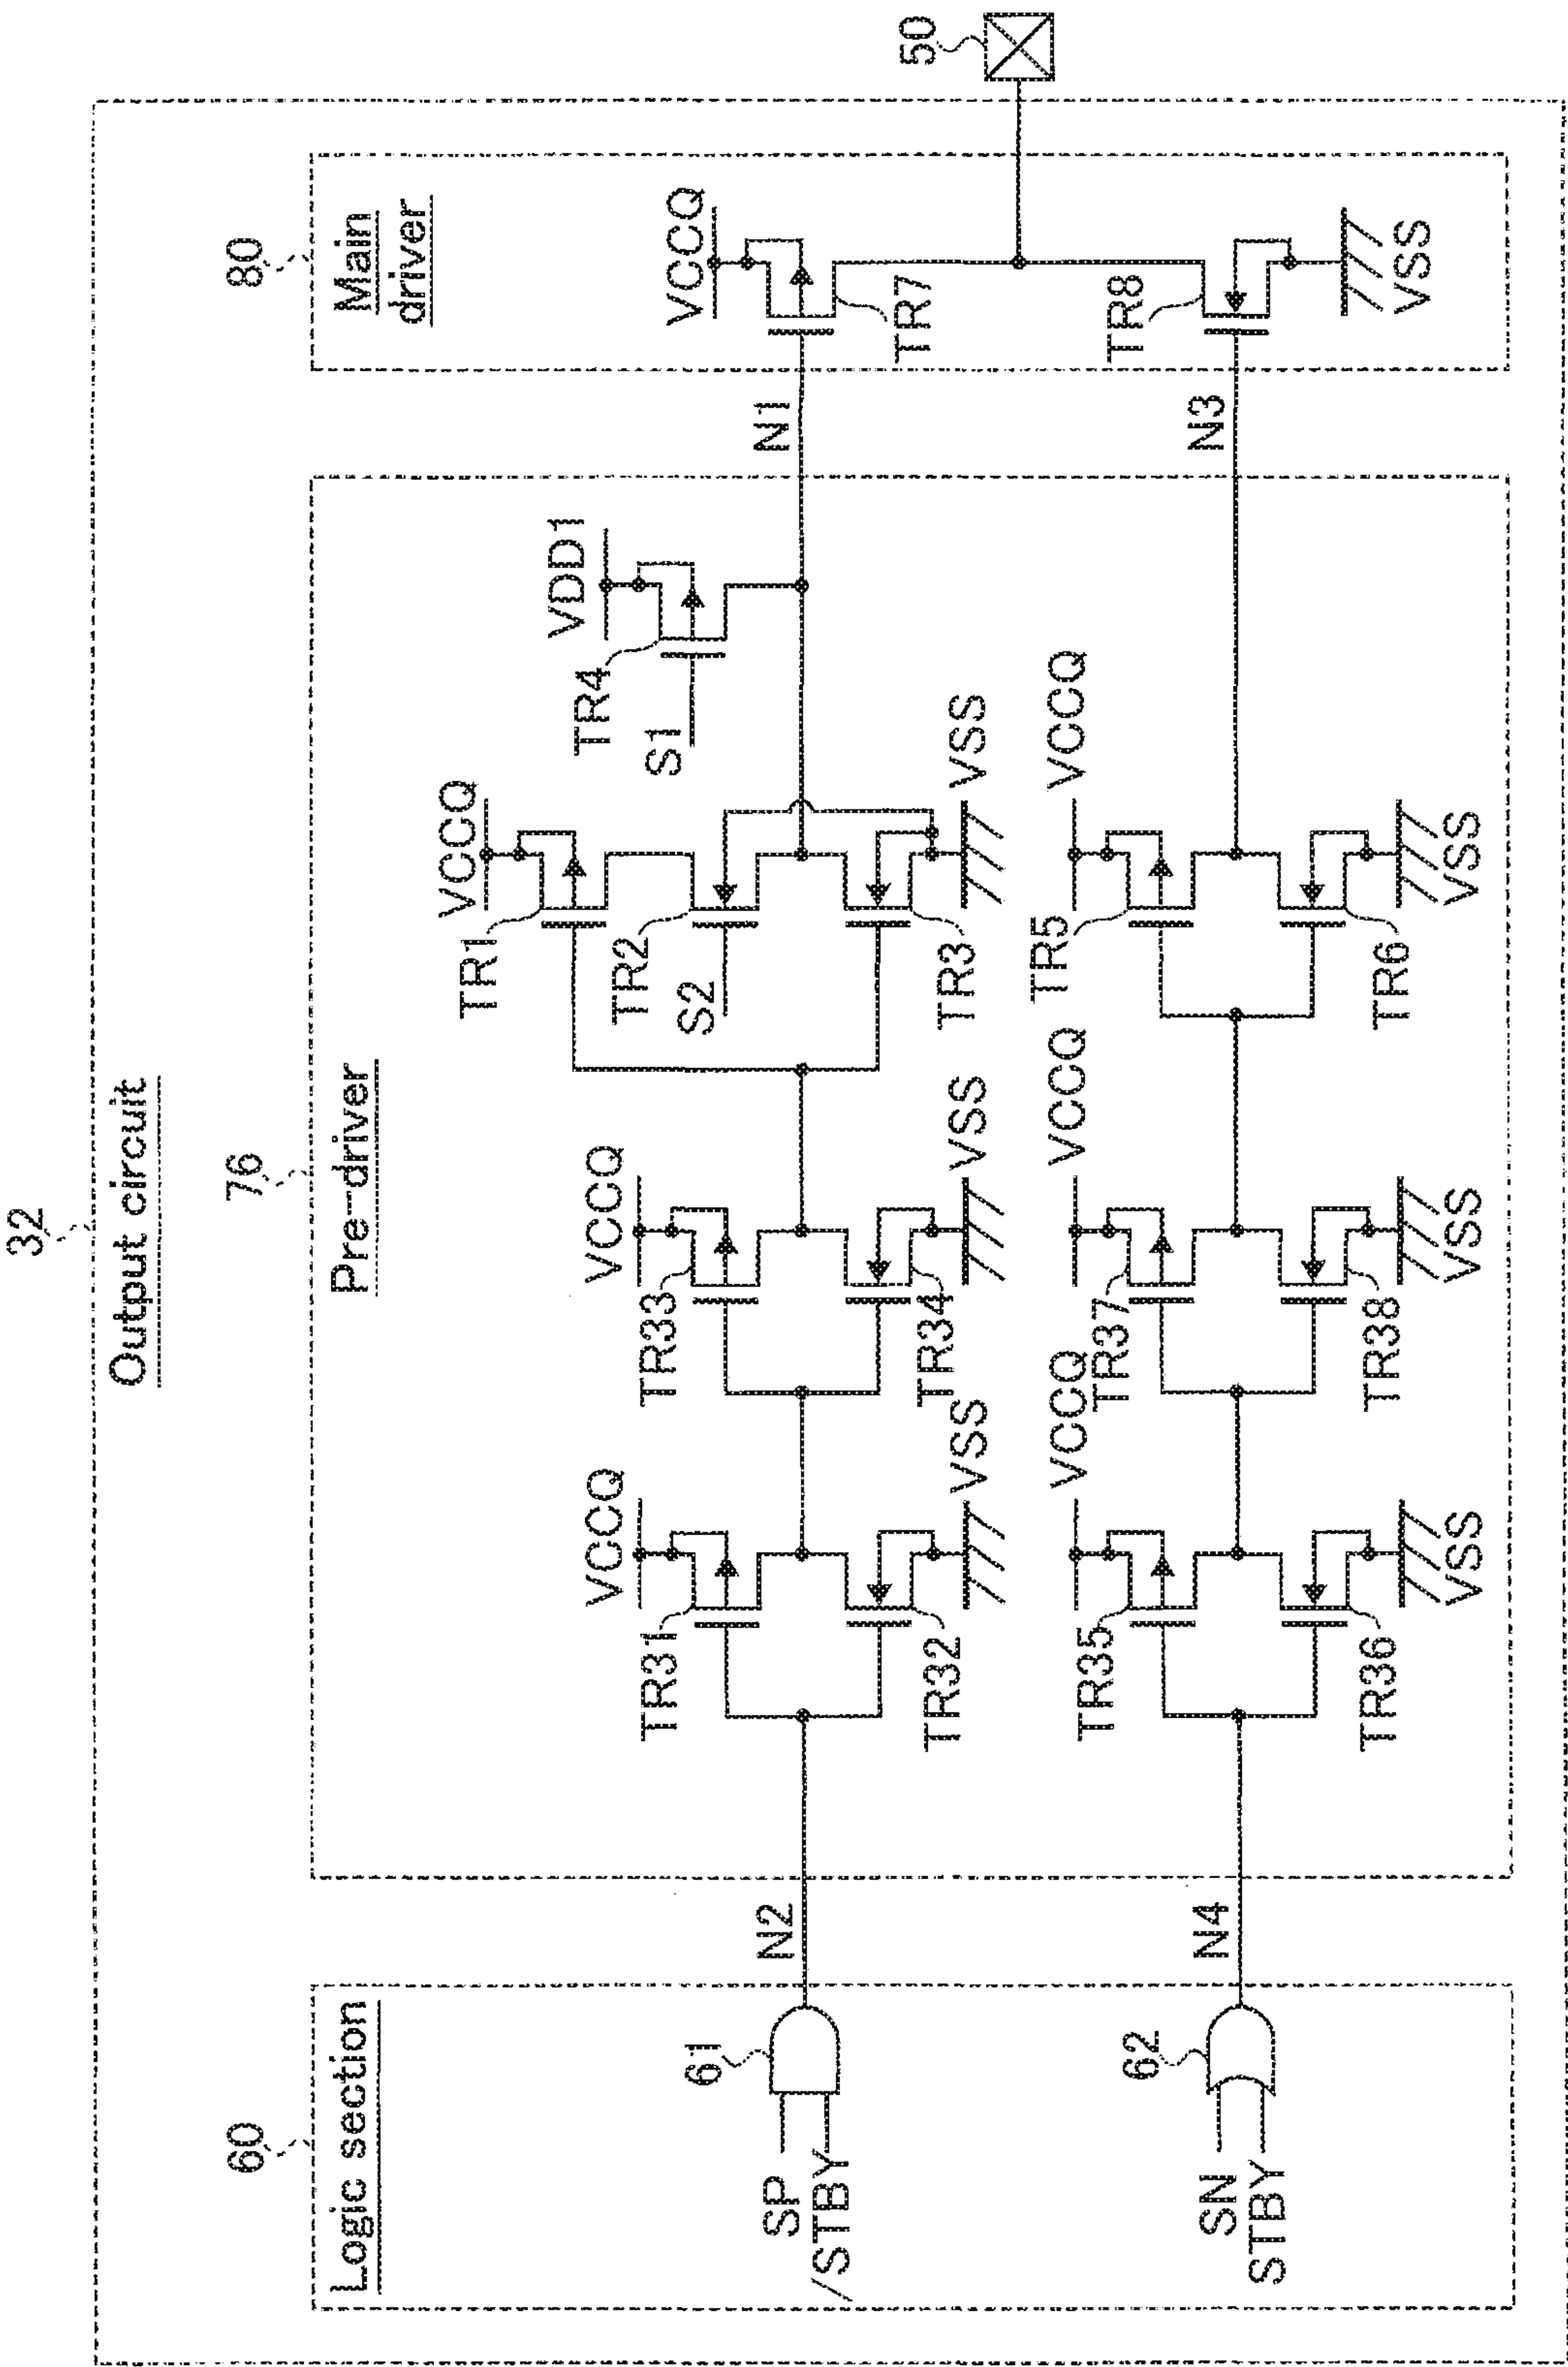 32
Output circuit
60
Logic section
SP
/STBY
61
N2
SN
STBY
62
N4
76
Pre-driver
VCCQ
TR31
TR32
VSS
VCCQ
TR33
TR34
VSS
VCCQ
TR1
TR2
S2
TR3
VSS
VDD1
TR4
S1
N1
VCCQ
TR35
TR36
VSS
VCCQ
TR37
TR38
VSS
VCCQ
TR5
TR6
VSS
N3
80
Main
driver
VCCQ
TR7
TR8
VSS
50